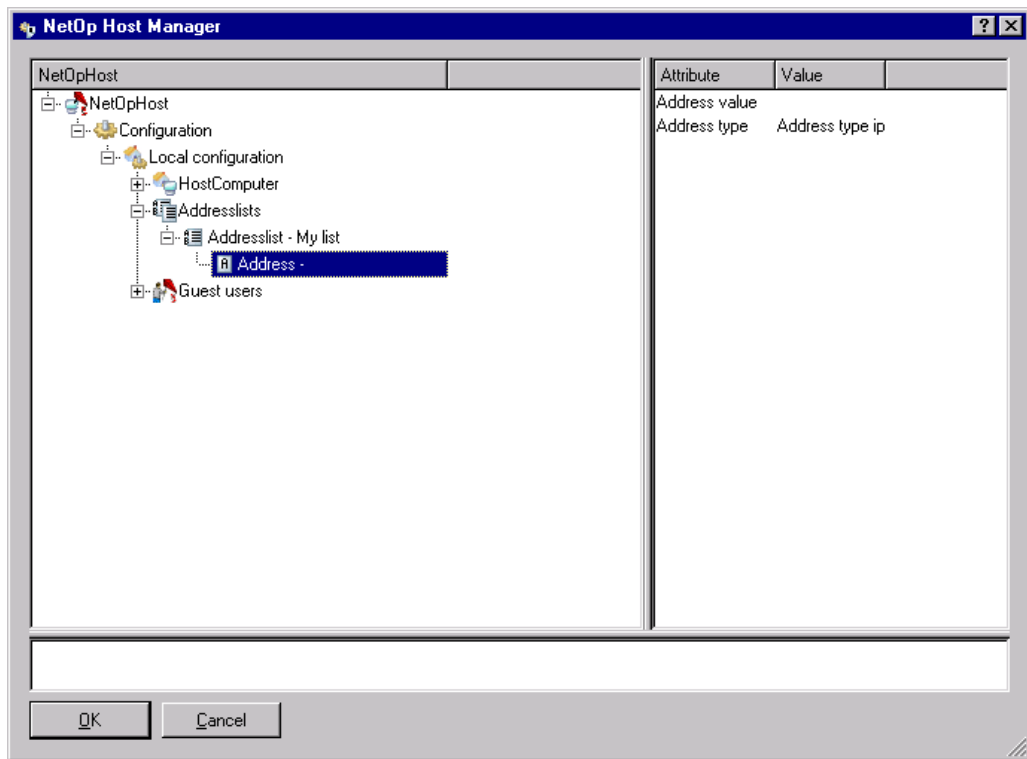 NetOp Host Manager
NetOpHost
NetOpHost
Configuration
Local configuration
HostComputer
Addresslists
Addresslist - My list
A Address -
Guest users
Attribute Value
Address value
Address type Address type ip
OK Cancel